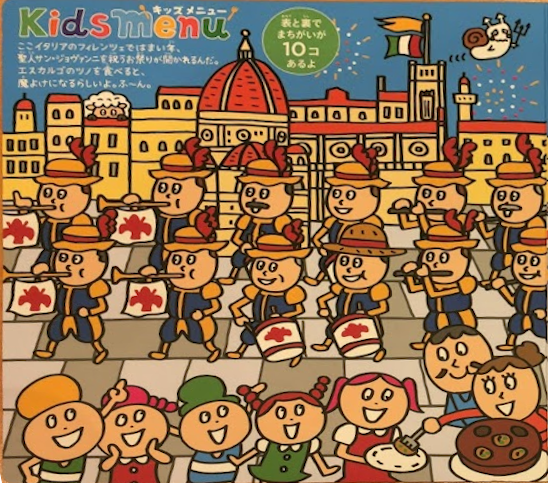 キッズメニュー
Kids menu
ここイタリアのフィレンツェではまい年、
聖人サン・ジョヴァンニを祝うお祭りが開かれるんだ。
エスカルゴのツノを食べると、
魔よけになるらしいよ。ふ〜ん。
表と裏で
まちがいが
10コ
あるよ